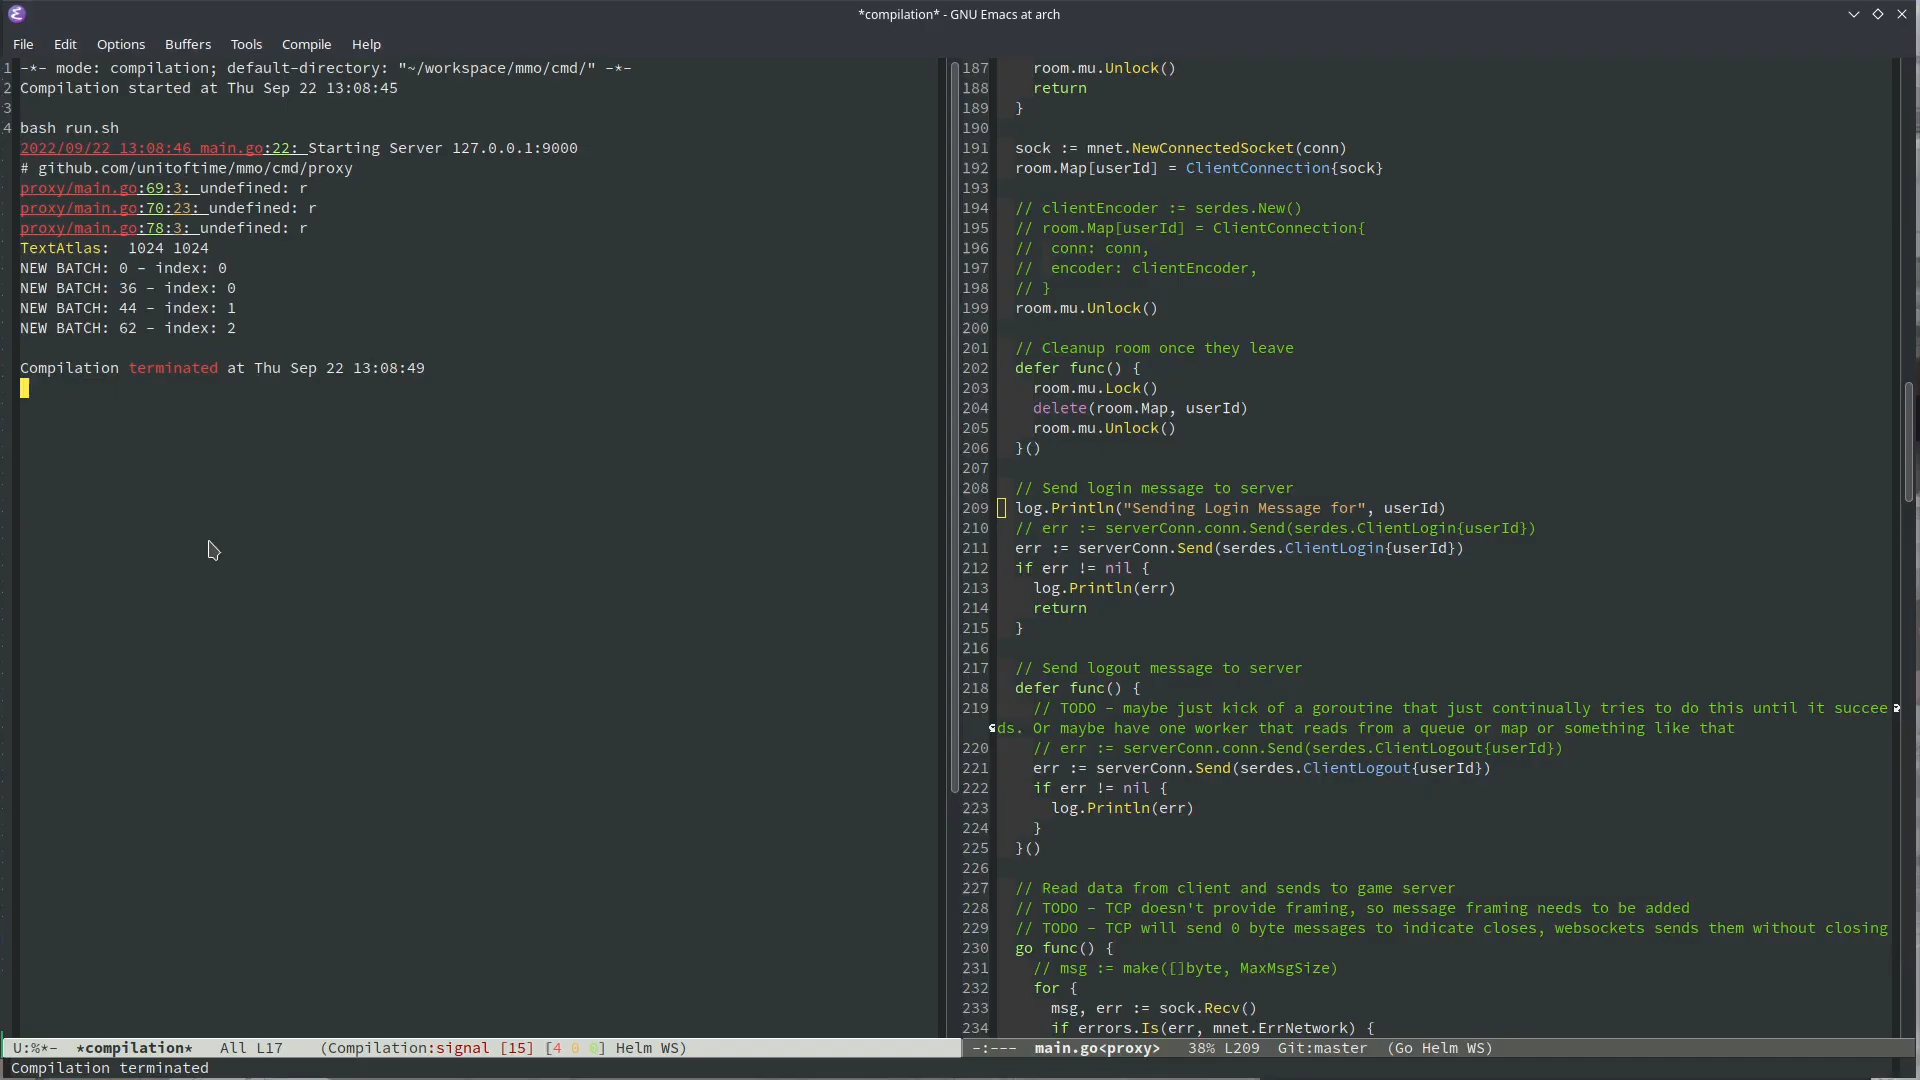 *compilation* - GNU Emacs at arch
File Edit Options Buffers Tools Compile Help
1 -*- mode: compilation; default-directory: "~/workspace/mmo/cmd/" -*-
2 Compilation started at Thu Sep 22 13:08:45
3
4 bash run.sh
2022/09/22 13:08:46 main.go:22: Starting Server 127.0.0.1:9000
# github.com/unitoftime/mmo/cmd/proxy
proxy/main.go:69:3: undefined: r
proxy/main.go:70:23: undefined: r
proxy/main.go:78:3: undefined: r
TextAtlas:  1024 1024
NEW BATCH: 0 - index: 0
NEW BATCH: 36 - index: 0
NEW BATCH: 44 - index: 1
NEW BATCH: 62 - index: 2
Compilation terminated at Thu Sep 22 13:08:49
U:%*-  *compilation*   All L17    (Compilation:signal [15] [4 0 0] Helm WS)
Compilation terminated
187     room.mu.Unlock()
188     return
189   }
190
191   sock := mnet.NewConnectedSocket(conn)
192   room.Map[userId] = ClientConnection{sock}
193
194   // clientEncoder := serdes.New()
195   // room.Map[userId] = ClientConnection{
196   //  conn: conn,
197   //  encoder: clientEncoder,
198   // }
199   room.mu.Unlock()
200
201   // Cleanup room once they leave
202   defer func() {
203     room.mu.Lock()
204     delete(room.Map, userId)
205     room.mu.Unlock()
206   }()
207
208   // Send login message to server
209   log.Println("Sending Login Message for", userId)
210   // err := serverConn.conn.Send(serdes.ClientLogin{userId})
211   err := serverConn.Send(serdes.ClientLogin{userId})
212   if err != nil {
213     log.Println(err)
214     return
215   }
216
217   // Send logout message to server
218   defer func() {
219     // TODO - maybe just kick of a goroutine that just continually tries to do this until it succee
ds. Or maybe have one worker that reads from a queue or map or something like that
220     // err := serverConn.conn.Send(serdes.ClientLogout{userId})
221     err := serverConn.Send(serdes.ClientLogout{userId})
222     if err != nil {
223       log.Println(err)
224     }
225   }()
226
227   // Read data from client and sends to game server
228   // TODO - TCP doesn't provide framing, so message framing needs to be added
229   // TODO - TCP will send 0 byte messages to indicate closes, websockets sends them without closing
230   go func() {
231     // msg := make([]byte, MaxMsgSize)
232     for {
233       msg, err := sock.Recv()
234       if errors.Is(err, mnet.ErrNetwork) {
-:---  main.go<proxy>   38% L209  Git:master  (Go Helm WS)